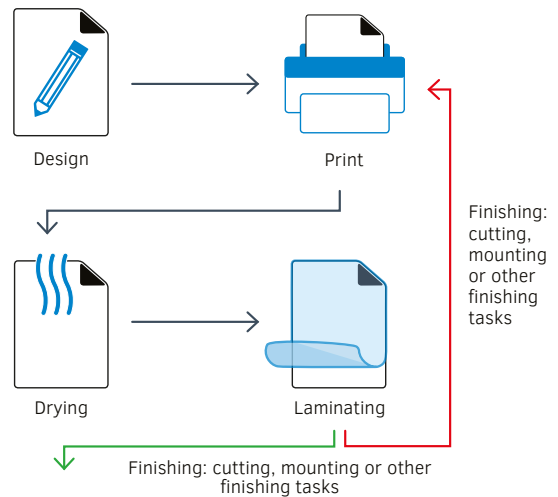 Design
Print
Finishing:
cutting,
mounting
or other
finishing
tasks
Drying
Laminating
Finishing: cutting, mounting or other
finishing tasks